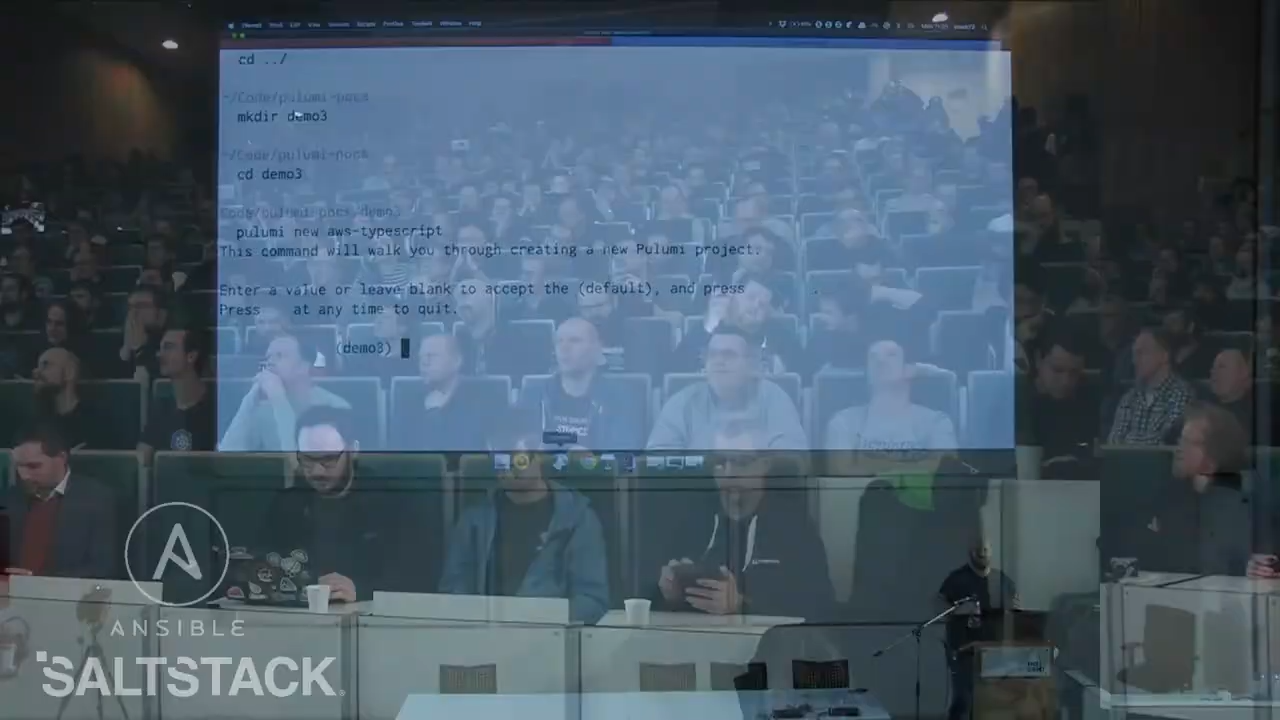 cd ../
~/Code/pulumi-pocs
mkdir demo3
~/Code/pulumi-pocs
cd demo3
Code/pulumi-pocs/demo3
pulumi new aws-typescript
This command will walk you through creating a new Pulumi project.
Enter a value or leave blank to accept the (default), and press
Press at any time to quit.
(demo3)
ANSIBLE
SALTSTACK